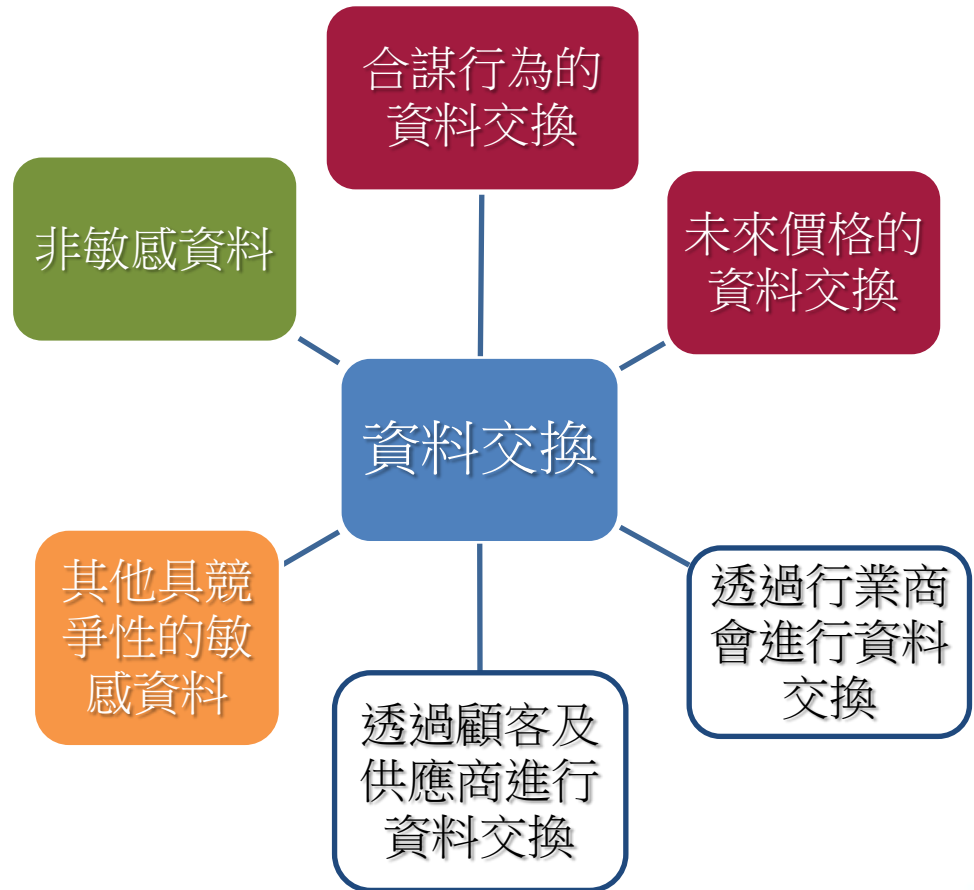 合謀行為的
資料交換
未來價格的
資料交換
非敏感資料
資料交換
其他具競
爭性的敏
感資料
透過顧客及
供應商進行
資料交換
透過行業商
會進行資料
交換